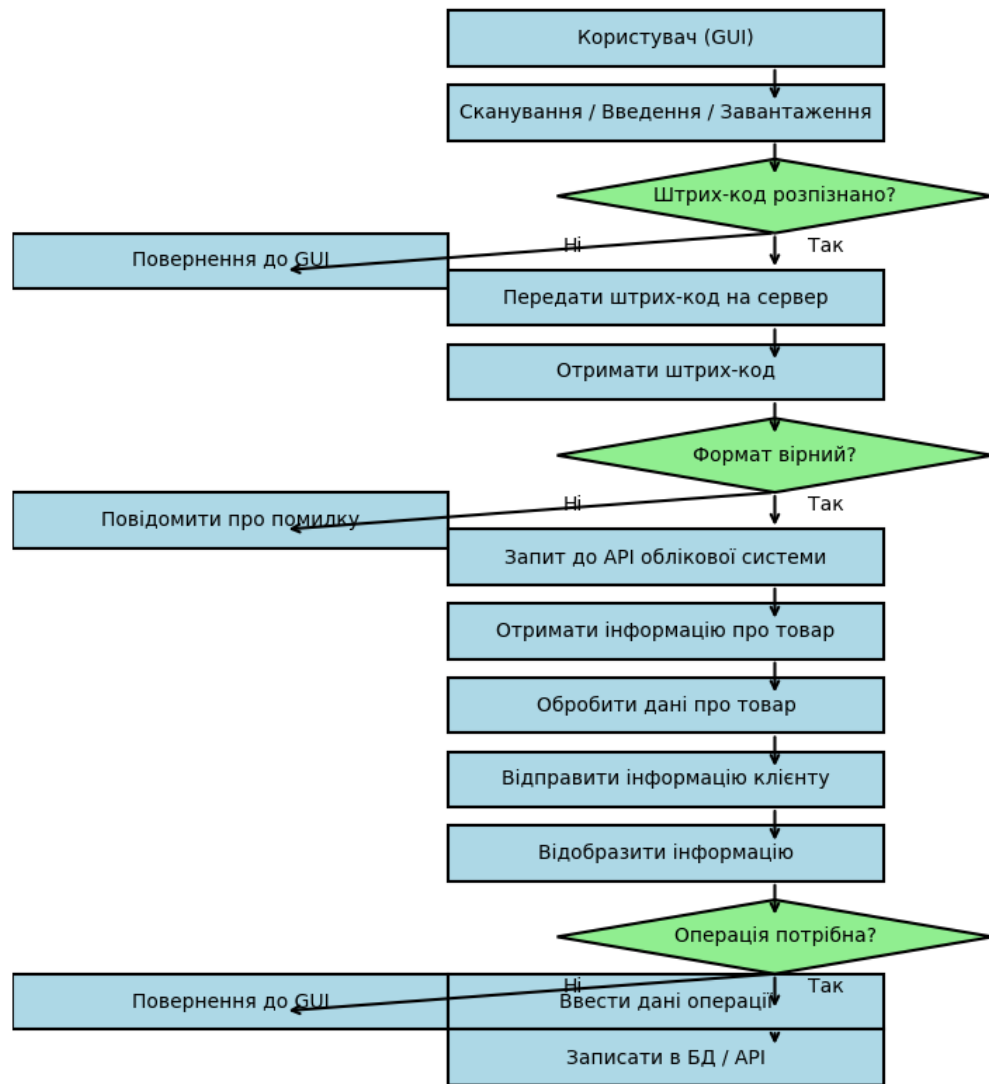 Користувач (GUI)
Сканування / Введення / Завантаження
Штрих-код розпізнано?
Ні
Так
Повернення до GUI
Передати штрих-код на сервер
Отримати штрих-код
Формат вірний?
Ні
Так
Повідомити про помилку
Запит до API облікової системи
Отримати інформацію про товар
Обробити дані про товар
Відправити інформацію клієнту
Відобразити інформацію
Операція потрібна?
Ні
Так
Повернення до GUI
Ввести дані операції
Записати в БД / API